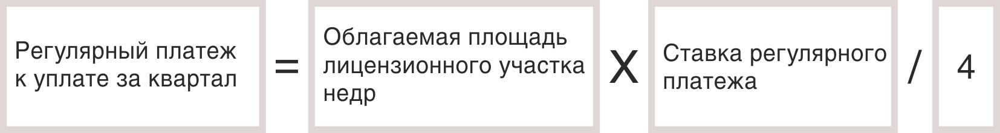 Регулярный платеж
к уплате за квартал
=
Облагаемая площадь
лицензионного участка
недр
X
Ставка регулярного
платежа
/
4